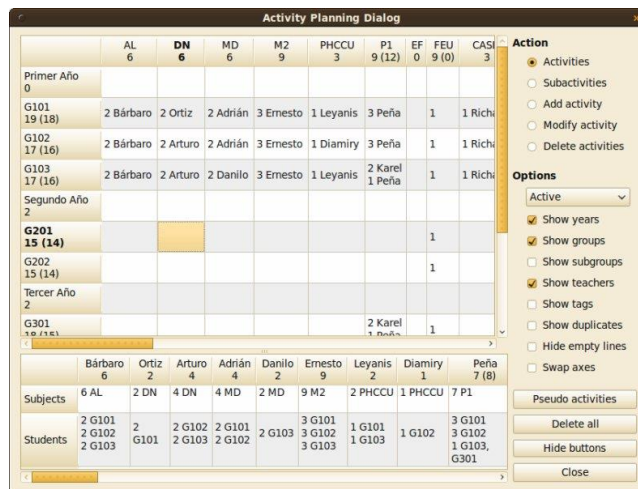 Activity Planning Dialog
AL DN MD M2 PHCCU P1 EF FEU
6 6 6 9 3 9 (12) 0 9 (0) 3
Primer Año
0
G101
19 (18) 2 Bárbaro 2 Ortiz 2 Adrián 3 Ernesto 1 Leyanis 3 Peña 1 1 Richa
G102
17 (16) 2 Bárbaro 2 Arturo 2 Adrián 3 Ernesto 1 Diamiry 3 Peña 1 1 Richa
G103
17 (16) 2 Bárbaro 2 Arturo 2 Danilo 3 Ernesto 1 Leyanis 2 Karel 1 Peña 1 1 Richa
Segundo Año
2
G201
15 (14) 1
G202
15 (14) 1
Tercer Año
2
G301 2 Karel 1
18 (15) 1 Peña
Bárbaro Ortiz Arturo Adrián Danilo Ernesto Leyanis Diamiry Peña
6 2 4 4 2 9 2 1 7 (8)
Subjects 6 AL 2 DN 4 DN 4 MD 2 MD 9 M2 2 PHCCU 1 PHCCU 7 P1
Students 2 G101 2 G102 2 G103 2 G101 2 G102 2 G103 2 G101 2 G102 2 G103 3 G101 3 G102 3 G103 1 G101 1 G103 1 G102 3 G101 3 G102 1 G103, G301
Action
Activities
Subactivities
Add activity
Modify activity
Delete activities
Options
Active
Show years
Show groups
Show subgroups
Show teachers
Show tags
Show duplicates
Hide empty lines
Swap axes
Pseudo activities
Delete all
Hide buttons
Close